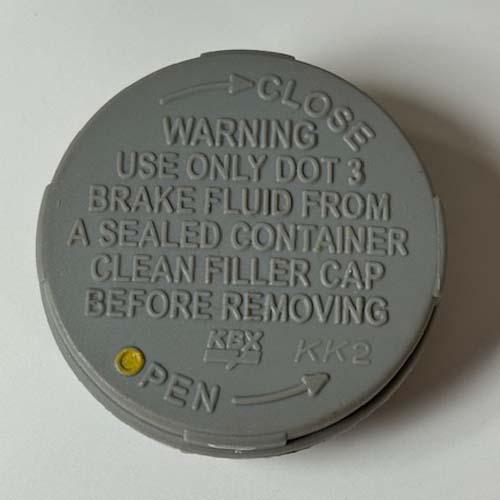 CLOSE
WARNING
USE ONLY DOT 3
BRAKE FLUID FROM
A SEALED CONTAINER
CLEAN FILLER CAP
BEFORE REMOVING
KBX
KK2
OPEN